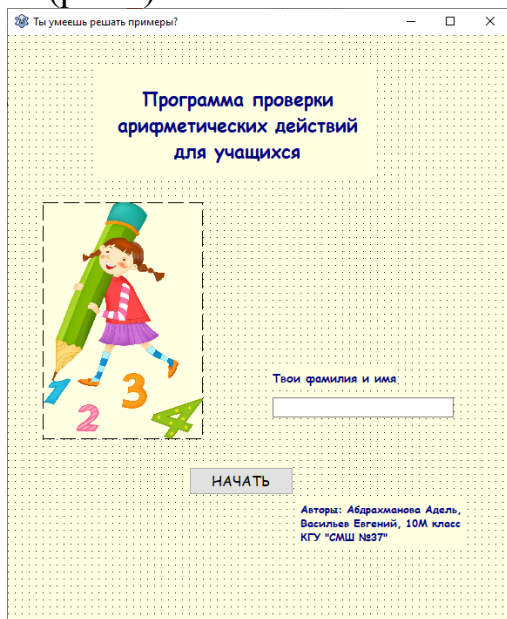 Ты умеешь решать примеры?
Программа проверки
арифметических действий
для учащихся
1 2 3 4
Твои фамилия и имя
НАЧАТЬ
Авторы: Абдрахманова Адель,
Васильев Евгений, 10М класс
КГУ "СМШ №37"